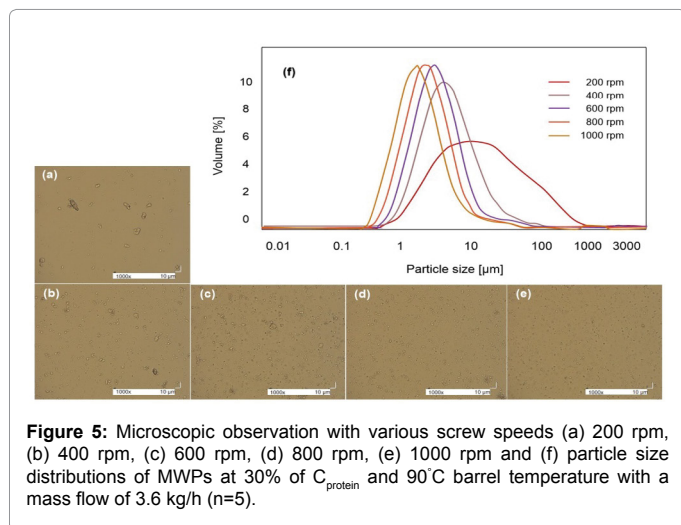 (f)
10
8
6
4
2
0
Volume [%]
200 rpm
400 rpm
600 rpm
800 rpm
1000 rpm
0.01 0.1 1 10 100 1000 3000
Particle size [µm]
(a)
1000x 10 µm
(b)
1000x 10 µm
(c)
1000x 10 µm
(d)
1000x 10 µm
(e)
1000x 10 µm
Figure 5: Microscopic observation with various screw speeds (a) 200 rpm,
(b) 400 rpm, (c) 600 rpm, (d) 800 rpm, (e) 1000 rpm and (f) particle size
distributions of MWPs at 30% of Cprotein and 90°C barrel temperature with a
mass flow of 3.6 kg/h (n=5).